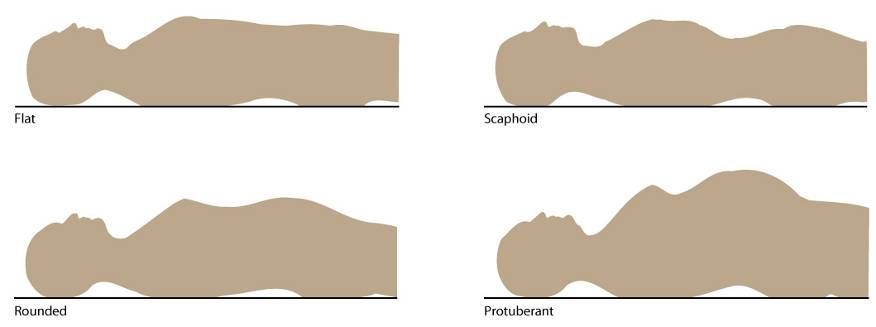 Flat
Scaphoid
Rounded
Protuberant